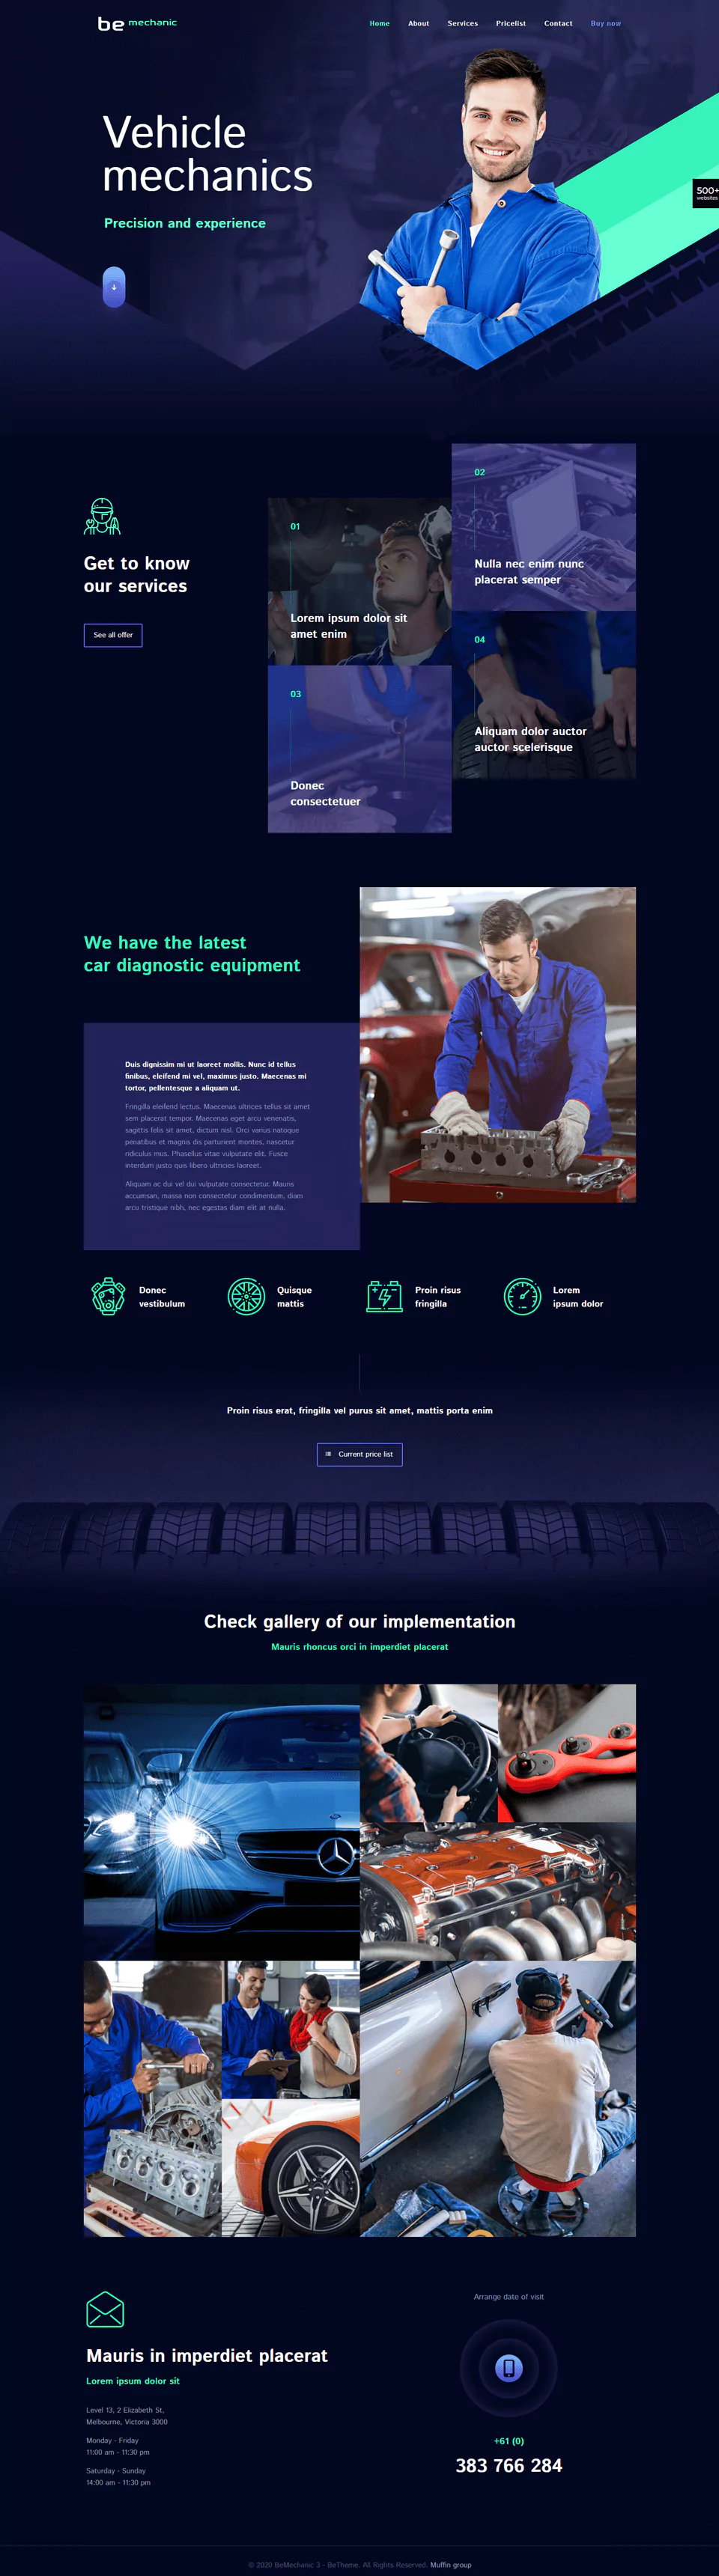 be mechanic
Home About Services Pricelist Contact Buy now
Vehicle
mechanics
Precision and experience
500+
websites
Get to know
our services
See all offer
01
Lorem ipsum dolor sit
amet enim
02
Nulla nec enim nunc
placerat semper
03
Donec
consectetuer
04
Aliquam dolor auctor
auctor scelerisque
We have the latest
car diagnostic equipment
Duis dignissim mi ut laoreet mollis. Nunc id tellus
finibus, eleifend mi vel, maximus justo. Maecenas mi
tortor, pellentesque a aliquam ut.
Fringilla eleifend lectus. Maecenas ultrices tellus sit amet
sem placerat tempor. Maecenas eget arcu venenatis,
sagittis felis sit amet, dictum nisl. Orci varius natoque
penatibus et magnis dis parturient montes, nascetur
ridiculus mus. Phasellus vitae vulputate elit. Fusce
interdum justo quis libero ultricies laoreet.
Aliquam ac dui vel dui vulputate consectetur. Mauris
accumsan, massa non consectetur condimentum, diam
arcu tristique nibh, nec egestas diam elit at nulla.
Donec
vestibulum
Quisque
mattis
Proin risus
fringilla
Lorem
ipsum dolor
Proin risus erat, fringilla vel purus sit amet, mattis porta enim
Current price list
Check gallery of our implementation
Mauris rhoncus orci in imperdiet placerat
Mauris in imperdiet placerat
Lorem ipsum dolor sit
Level 13, 2 Elizabeth St,
Melbourne, Victoria 3000
Monday - Friday
11:00 am - 11:30 pm
Saturday - Sunday
14:00 am - 11:30 pm
Arrange date of visit
+61 (0)
383 766 284
© 2020 BeMechanic 3 - BeTheme. All Rights Reserved. Muffin group